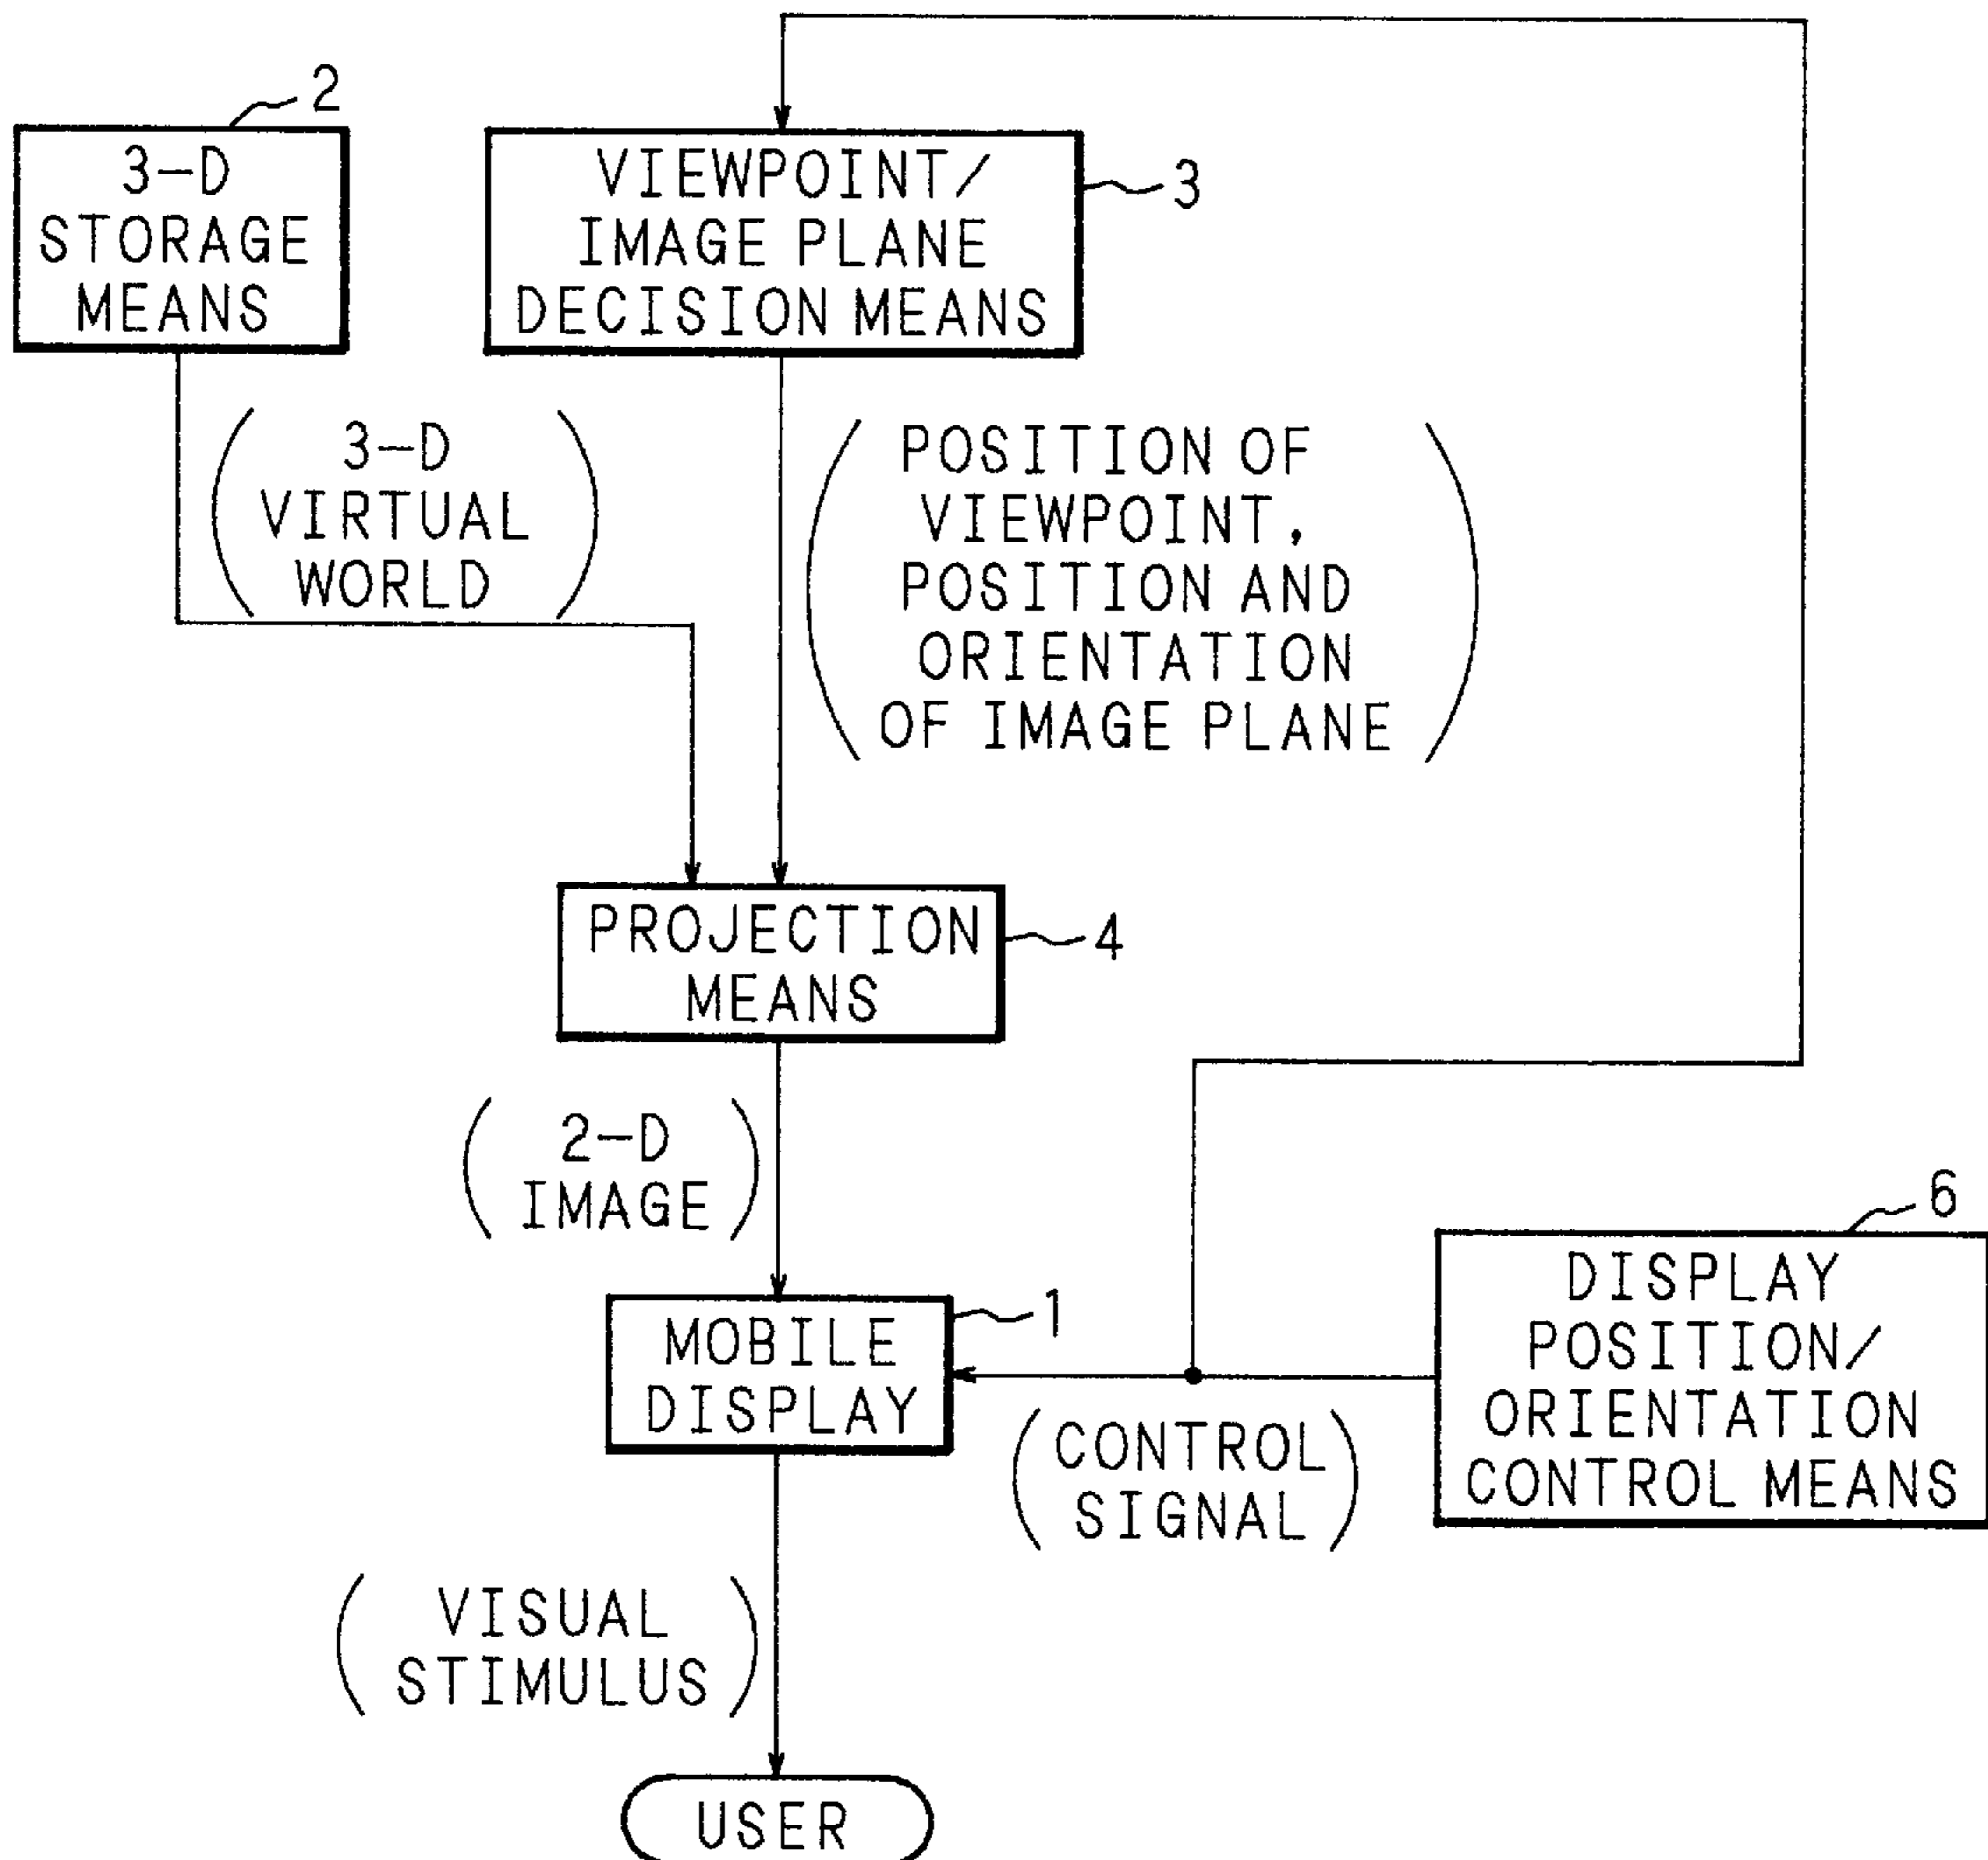 2
3-D
STORAGE
MEANS
VIEWPOINT/
IMAGE PLANE
DECISION MEANS
3
3-D
VIRTUAL
WORLD
POSITION OF
VIEWPOINT,
POSITION AND
ORIENTATION
OF IMAGE PLANE
PROJECTION
MEANS
4
2-D
IMAGE
6
DISPLAY
POSITION/
ORIENTATION
CONTROL MEANS
MOBILE
DISPLAY
1
CONTROL
SIGNAL
VISUAL
STIMULUS
USER